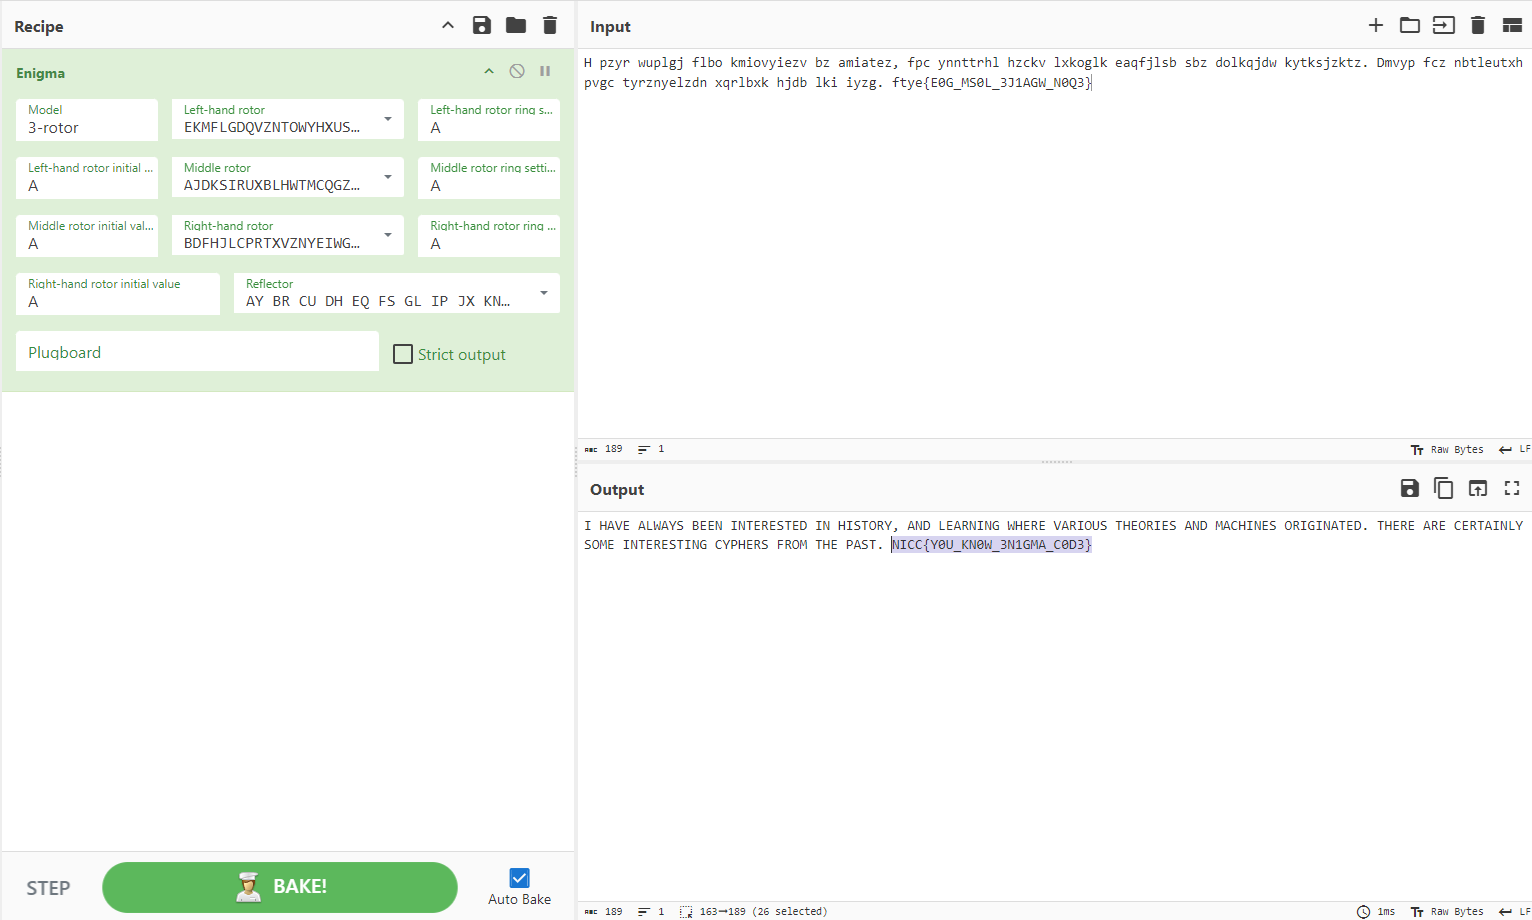 Recipe
Enigma
Model
3-rotor
Left-hand rotor
EKMFLGDQVZNTOWYHXUS...
Left-hand rotor ring s...
A
Left-hand rotor initial ...
A
Middle rotor
AJDKSIRUXBLHWTMCQGZ...
Middle rotor ring setti...
A
Middle rotor initial val...
A
Right-hand rotor
BDFHJLCPRTXVZNYEIWG...
Right-hand rotor ring ...
A
Right-hand rotor initial value
A
Reflector
AY BR CU DH EQ FS GL IP JX KN...
Plugboard
Strict output
STEP
BAKE!
Auto Bake
Input
H pzyr wuplgj flbo kmiovyiezv bz amiatez, fpc ynnttrhl hzckv lxkoglk eaqfjlsb sbz dolkqjdw kytksjzktz. Dmvyp fcz nbtleutxh
pvgc tyrznyelzdn xqrlbxk hjdb lki iyzg. ftye{E0G_MS0L_3J1AGW_N0Q3}
ABC 189 1
Tт Raw Bytes LF
Output
I HAVE ALWAYS BEEN INTERESTED IN HISTORY, AND LEARNING WHERE VARIOUS THEORIES AND MACHINES ORIGINATED. THERE ARE CERTAINLY
SOME INTERESTING CYPHERS FROM THE PAST. NICC{Y0U_KN0W_3N1GMA_C0D3}
ABC 189 1 163→189 (26 selected)
1ms Tт Raw Bytes LF